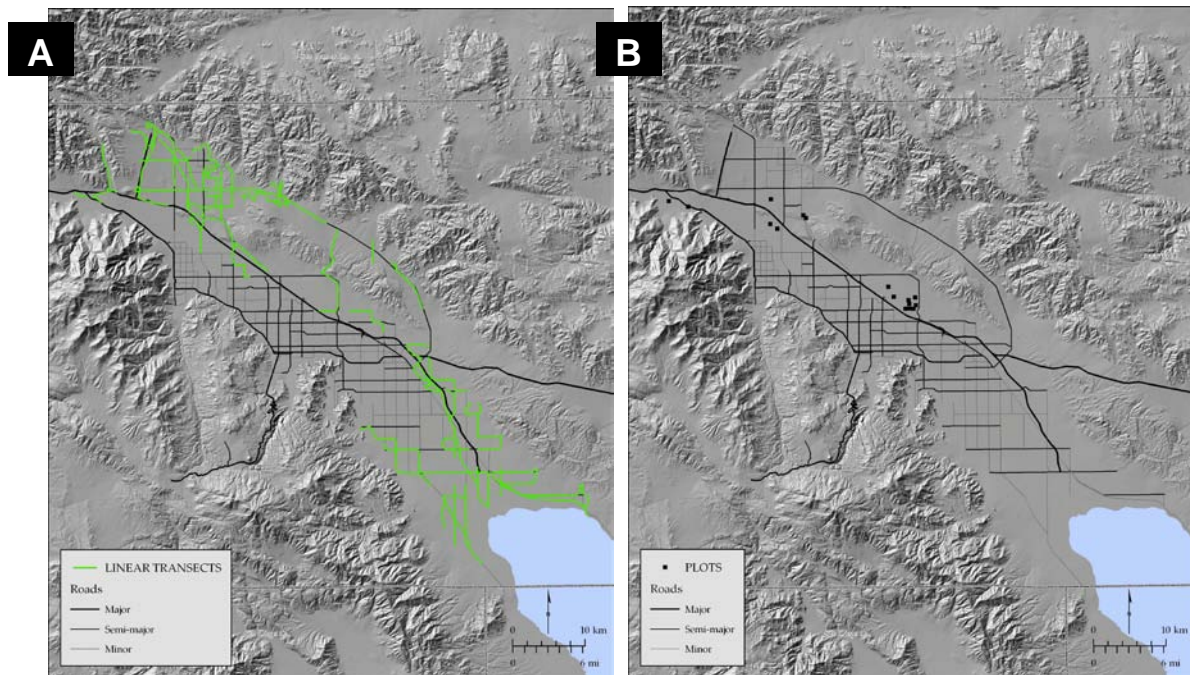 A
LINEAR TRANSECTS
Roads
Major
Semi-major
Minor
0 10 km
0 6 mi
B
PLOTS
Roads
Major
Semi-major
Minor
0 10 km
0 6 mi